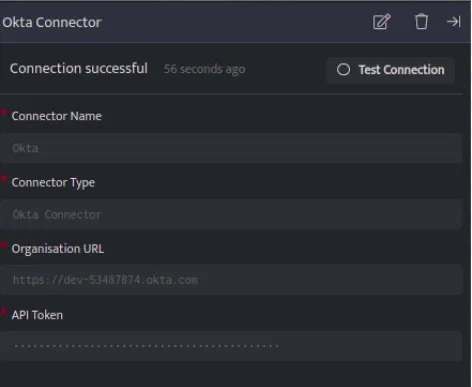 Okta Connector
Connection successful 56 seconds ago Test Connection
* Connector Name
Okta
* Connector Type
Okta Connector
* Organisation URL
https://dev-53487874.okta.com
* API Token
..........................................